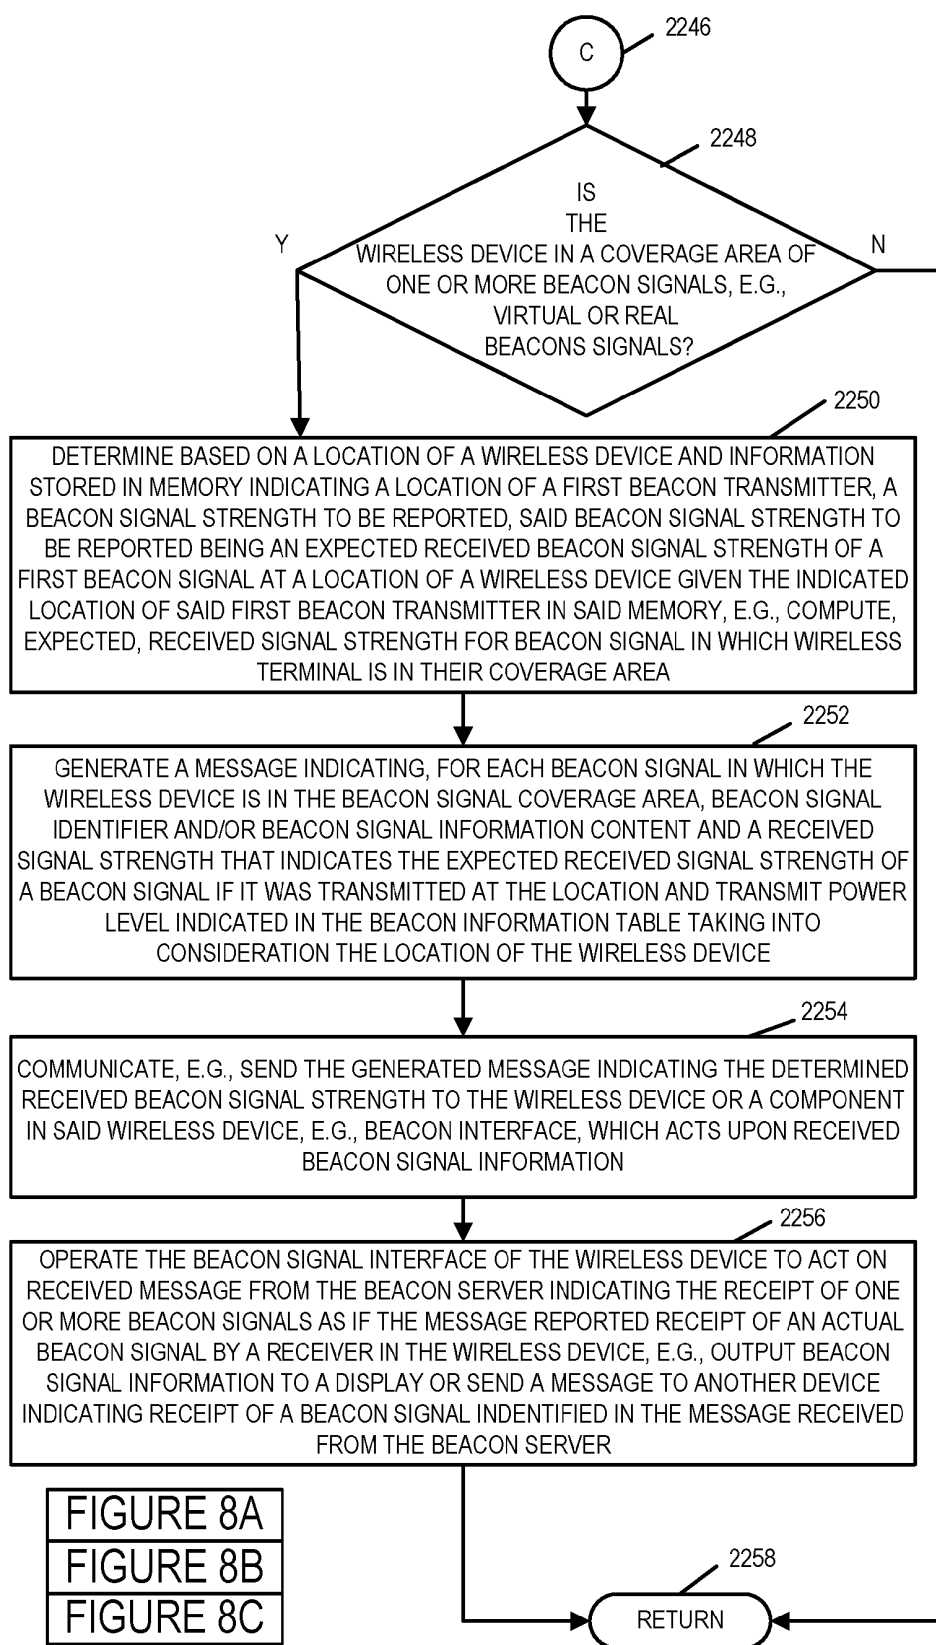 C
2246
2248
IS
THE
WIRELESS DEVICE IN A COVERAGE AREA OF
ONE OR MORE BEACON SIGNALS, E.G.,
VIRTUAL OR REAL
BEACONS SIGNALS?
Y
N
2250
DETERMINE BASED ON A LOCATION OF A WIRELESS DEVICE AND INFORMATION
STORED IN MEMORY INDICATING A LOCATION OF A FIRST BEACON TRANSMITTER, A
BEACON SIGNAL STRENGTH TO BE REPORTED, SAID BEACON SIGNAL STRENGTH TO
BE REPORTED BEING AN EXPECTED RECEIVED BEACON SIGNAL STRENGTH OF A
FIRST BEACON SIGNAL AT A LOCATION OF A WIRELESS DEVICE GIVEN THE INDICATED
LOCATION OF SAID FIRST BEACON TRANSMITTER IN SAID MEMORY, E.G., COMPUTE,
EXPECTED, RECEIVED SIGNAL STRENGTH FOR BEACON SIGNAL IN WHICH WIRELESS
TERMINAL IS IN THEIR COVERAGE AREA
2252
GENERATE A MESSAGE INDICATING, FOR EACH BEACON SIGNAL IN WHICH THE
WIRELESS DEVICE IS IN THE BEACON SIGNAL COVERAGE AREA, BEACON SIGNAL
IDENTIFIER AND/OR BEACON SIGNAL INFORMATION CONTENT AND A RECEIVED
SIGNAL STRENGTH THAT INDICATES THE EXPECTED RECEIVED SIGNAL STRENGTH OF
A BEACON SIGNAL IF IT WAS TRANSMITTED AT THE LOCATION AND TRANSMIT POWER
LEVEL INDICATED IN THE BEACON INFORMATION TABLE TAKING INTO
CONSIDERATION THE LOCATION OF THE WIRELESS DEVICE
2254
COMMUNICATE, E.G., SEND THE GENERATED MESSAGE INDICATING THE DETERMINED
RECEIVED BEACON SIGNAL STRENGTH TO THE WIRELESS DEVICE OR A COMPONENT
IN SAID WIRELESS DEVICE, E.G., BEACON INTERFACE, WHICH ACTS UPON RECEIVED
BEACON SIGNAL INFORMATION
2256
OPERATE THE BEACON SIGNAL INTERFACE OF THE WIRELESS DEVICE TO ACT ON
RECEIVED MESSAGE FROM THE BEACON SERVER INDICATING THE RECEIPT OF ONE
OR MORE BEACON SIGNALS AS IF THE MESSAGE REPORTED RECEIPT OF AN ACTUAL
BEACON SIGNAL BY A RECEIVER IN THE WIRELESS DEVICE, E.G., OUTPUT BEACON
SIGNAL INFORMATION TO A DISPLAY OR SEND A MESSAGE TO ANOTHER DEVICE
INDICATING RECEIPT OF A BEACON SIGNAL INDENTIFIED IN THE MESSAGE RECEIVED
FROM THE BEACON SERVER
FIGURE 8A
FIGURE 8B
FIGURE 8C
2258
RETURN